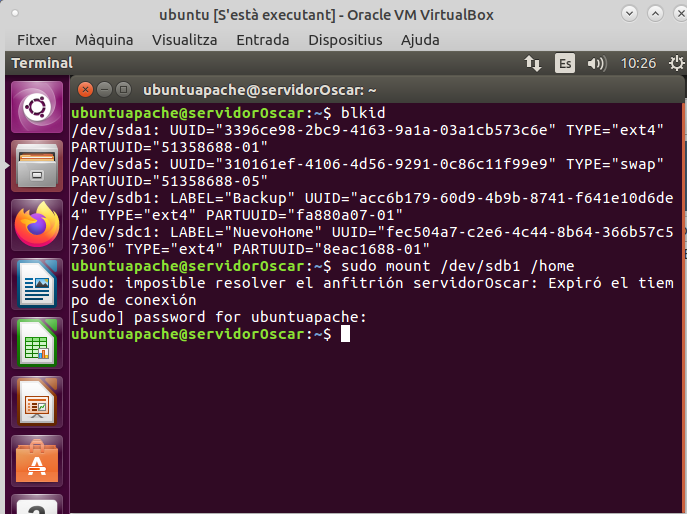 ubuntu [S'està executant] - Oracle VM VirtualBox
Fitxer Màquina Visualitza Entrada Dispositius Ajuda
Terminal Es 10:26
ubuntuapache@servidorOscar: ~
ubuntuapache@servidorOscar:~$ blkid
/dev/sda1: UUID="3396ce98-2bc9-4163-9a1a-03a1cb573c6e" TYPE="ext4"
PARTUUID="51358688-01"
/dev/sda5: UUID="310161ef-4106-4d56-9291-0c86c11f99e9" TYPE="swap"
PARTUUID="51358688-05"
/dev/sdb1: LABEL="Backup" UUID="acc6b179-60d9-4b9b-8741-f641e10d6de
4" TYPE="ext4" PARTUUID="fa880a07-01"
/dev/sdc1: LABEL="NuevoHome" UUID="fec504a7-c2e6-4c44-8b64-366b57c5
7306" TYPE="ext4" PARTUUID="8eac1688-01"
ubuntuapache@servidorOscar:~$ sudo mount /dev/sdb1 /home
sudo: imposible resolver el anfitrión servidorOscar: Expiró el tiem
po de conexión
[sudo] password for ubuntuapache:
ubuntuapache@servidorOscar:~$